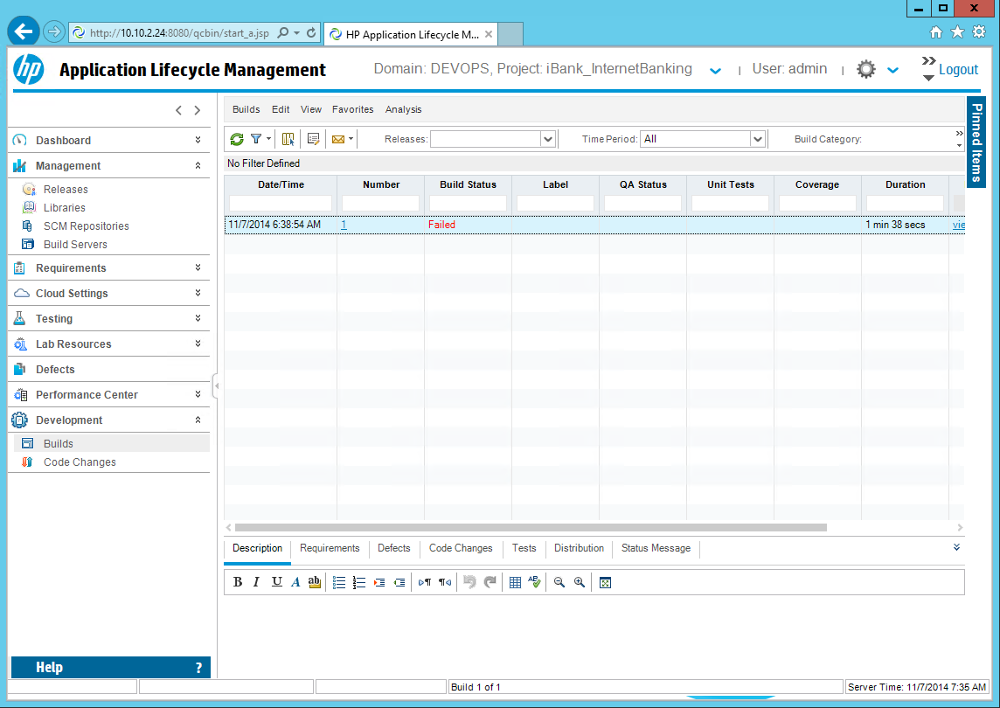 http://10.10.2.24:8080/qcbin/start_a.jsp
HP Application Lifecycle M...
hp
Application Lifecycle Management
Domain: DEVOPS, Project: iBank_InternetBanking
User: admin
Logout
Pinned Items
Dashboard
Management
Releases
Libraries
SCM Repositories
Build Servers
Requirements
Cloud Settings
Testing
Lab Resources
Defects
Performance Center
Development
Builds
Code Changes
Help ?
Builds Edit View Favorites Analysis
Releases: Time Period: All Build Category:
No Filter Defined
Date/Time Number Build Status Label QA Status Unit Tests Coverage Duration
11/7/2014 6:38:54 AM 1 Failed 1 min 38 secs vie
Description Requirements Defects Code Changes Tests Distribution Status Message
B I U A ab
Build 1 of 1
Server Time: 11/7/2014 7:35 AM